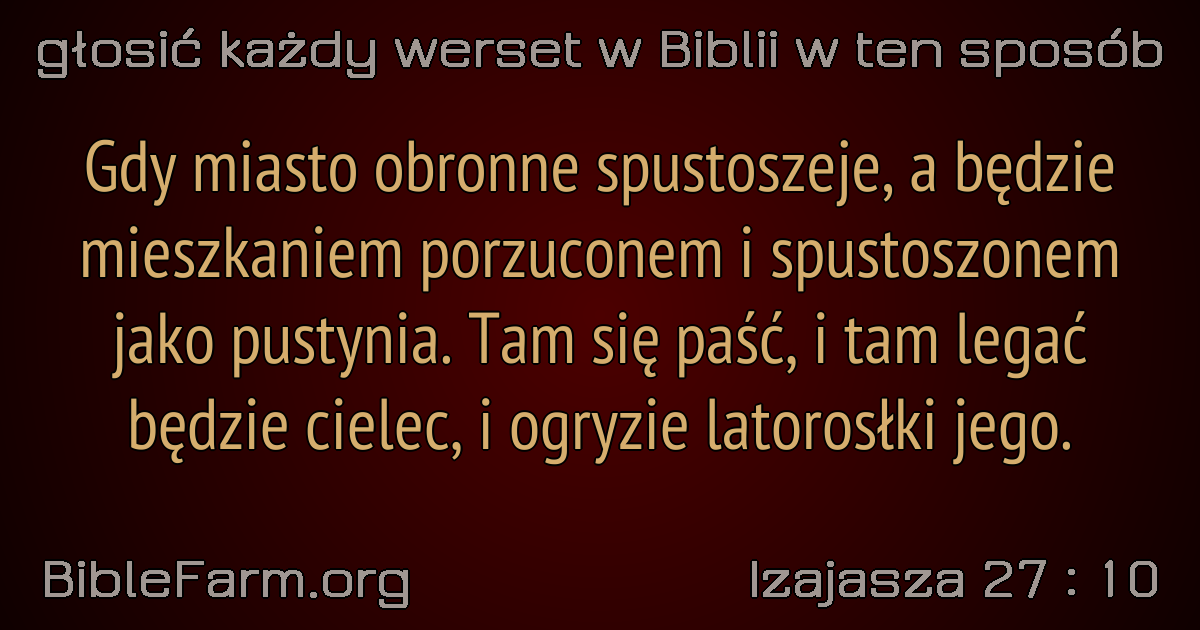 głosić każdy werset w Biblii w ten sposób
Gdy miasto obronne spustoszeje, a będzie
mieszkaniem porzuconem i spustoszonem
jako pustynia. Tam się paść, i tam legać
będzie cielec, i ogryzie latorosłki jego.
BibleFarm.org
Izajasza 27 : 10